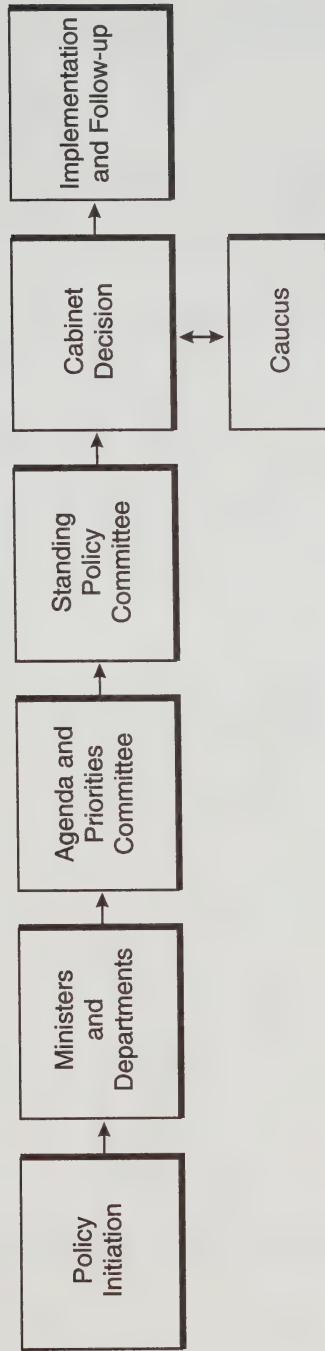 Policy
Initiation
Ministers
and
Departments
Agenda and
Priorities
Committee
Standing
Policy
Committee
Cabinet
Decision
Implementation
and Follow-up
Caucus